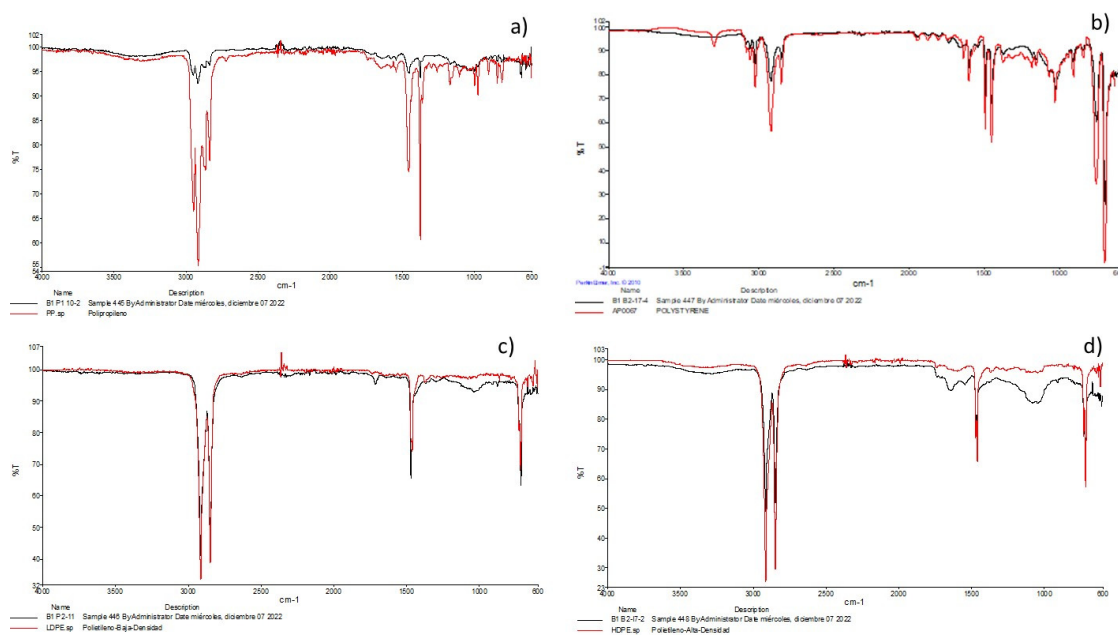 a)
102
100
95
90
85
80
75
70
65
60
55
54
%T
4000 3000 2000 1500 1000 600
cm-1
Name Description
B1 P1 10-2 Sample 445 By Administrator Date miércoles, diciembre 07 2022
PP.sp Polipropileno
b)
100
90
80
70
60
50
40
30
20
10
0
%T
4000 3500 3000 2500 2000 1500 1000 600
cm-1
PerkinElmer, Inc. © 2010
Name Description
B1 B2-17-4 Sample 447 By Administrator Date miércoles, diciembre 07 2022
AP0067 POLYSTYRENE
c)
107
100
90
80
70
60
50
40
32
%T
4000 3500 3000 2500 2000 1500 1000 600
cm-1
Name Description
B1 P2-11 Sample 446 By Administrator Date miércoles, diciembre 07 2022
LDPE.sp Polietileno-Baja-Densidad
d)
103
100
90
80
70
60
50
40
30
23
%T
4000 3500 3000 2500 2000 1500 1000 600
cm-1
Name Description
B1 B2-I7-2 Sample 448 By Administrator Date miércoles, diciembre 07 2022
HDPE.sp Polietileno-Alta-Densidad